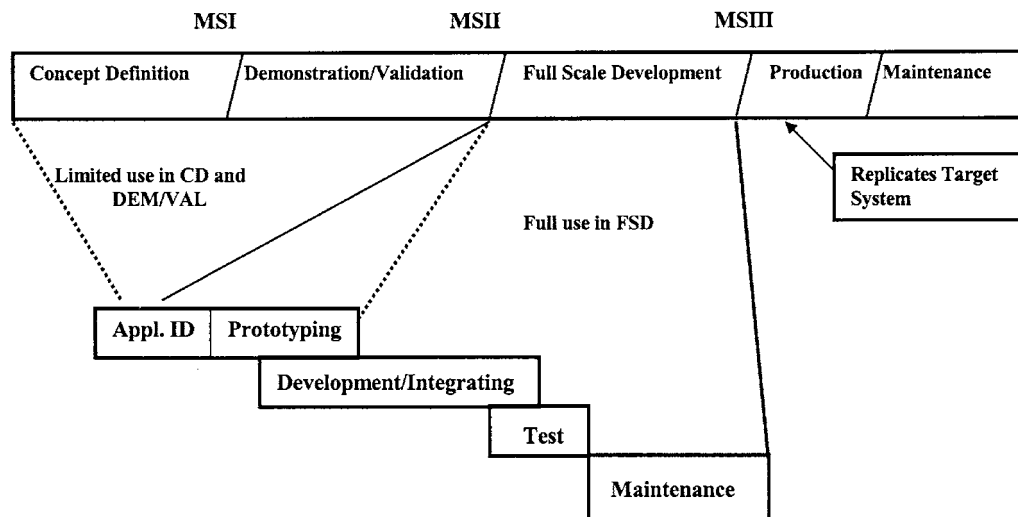 MSI MSII MSIII
Concept Definition Demonstration/Validation Full Scale Development Production Maintenance
Limited use in CD and
DEM/VAL
Replicates Target
System
Full use in FSD
Appl. ID Prototyping
Development/Integrating
Test
Maintenance